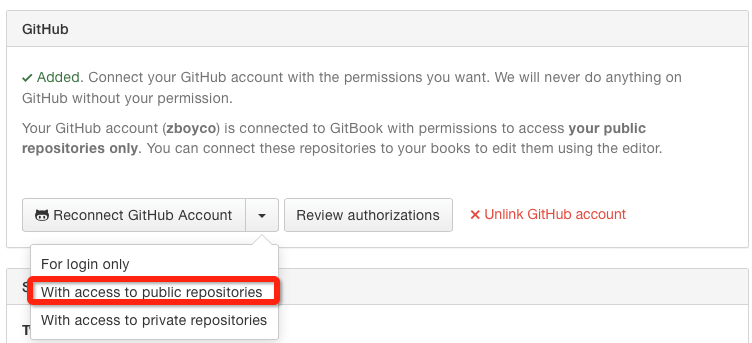 GitHub
✓ Added. Connect your GitHub account with the permissions you want. We will never do anything on
GitHub without your permission.
Your GitHub account (zboyco) is connected to GitBook with permissions to access your public
repositories only. You can connect these repositories to your books to edit them using the editor.
Reconnect GitHub Account Review authorizations × Unlink GitHub account
For login only
With access to public repositories
With access to private repositories